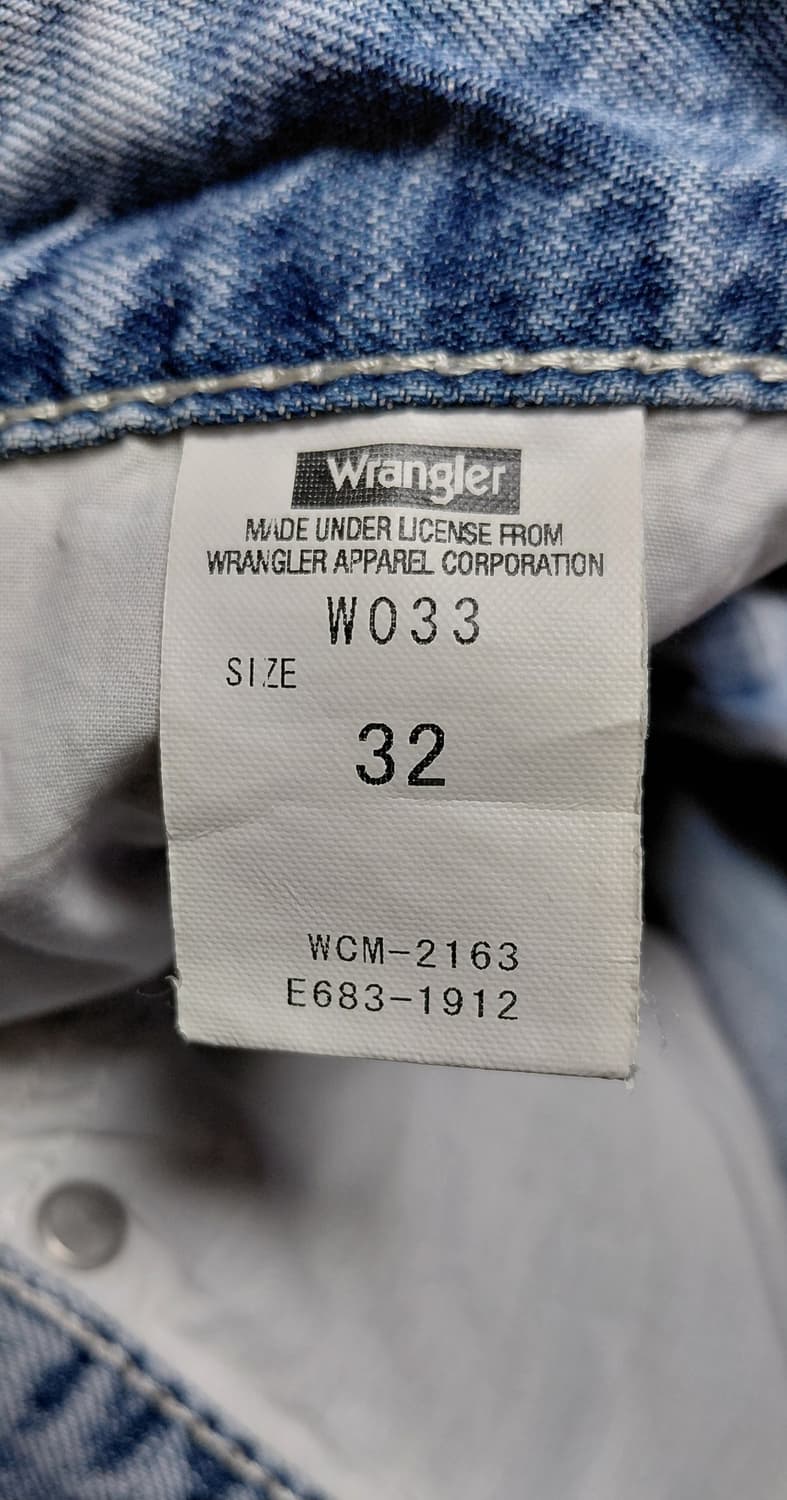 Wrangler
MADE UNDER LICENSE FROM
WRANGLER APPAREL CORPORATION
W033
SIZE
32
WCM-2163
E683-1912